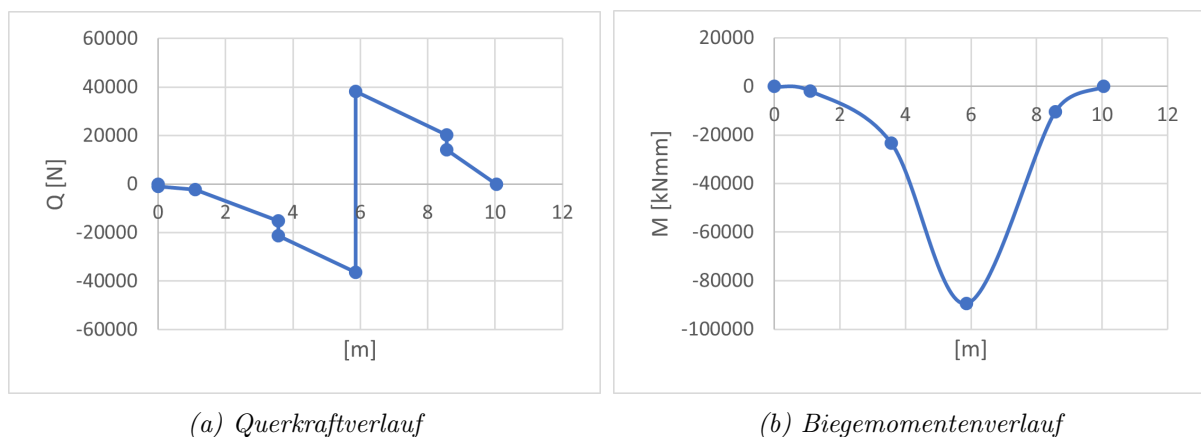 60000
40000
20000
0
-20000
-40000
-60000
Q [N]
0 2 4 6 8 10 12
[m]
20000
0
-20000
-40000
-60000
-80000
-100000
M [kNmm]
0 2 4 6 8 10 12
[m]
(a) Querkraftverlauf
(b) Biegemomentenverlauf